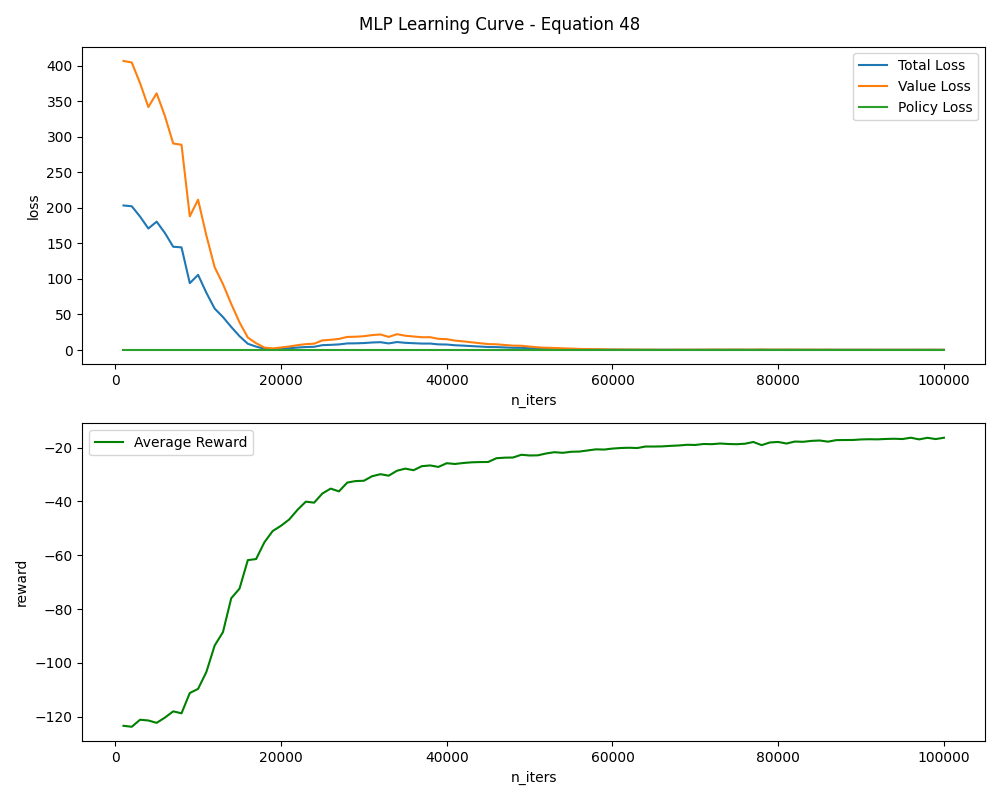 MLP Learning Curve - Equation 48
400
350
300
250
200
150
100
50
0
loss
Total Loss
Value Loss
Policy Loss
0 20000 40000 60000 80000 100000
n_iters
−20
−40
−60
−80
−100
−120
reward
Average Reward
0 20000 40000 60000 80000 100000
n_iters